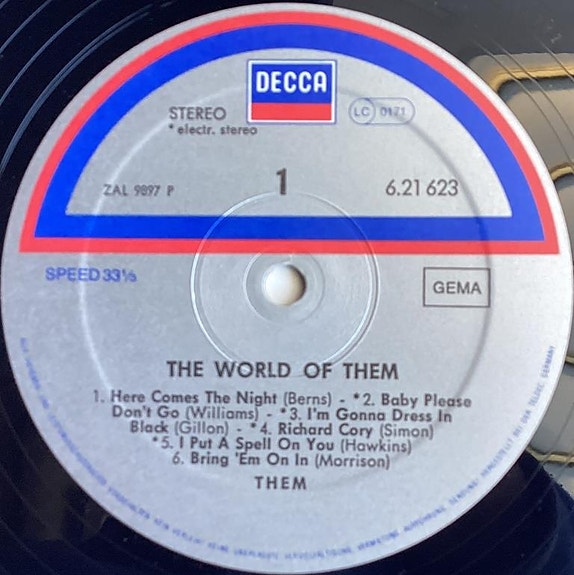 DECCA
STEREO
* electr. stereo
LC 0171
ZAL 9897 P
1
6.21 623
SPEED 33⅓
GEMA
THE WORLD OF THEM
1. Here Comes The Night (Berns) - *2. Baby Please
Don't Go (Williams) - *3. I'm Gonna Dress In
Black (Gillon) - *4. Richard Cory (Simon)
*5. I Put A Spell On You (Hawkins)
6. Bring 'Em On In (Morrison)
THEM